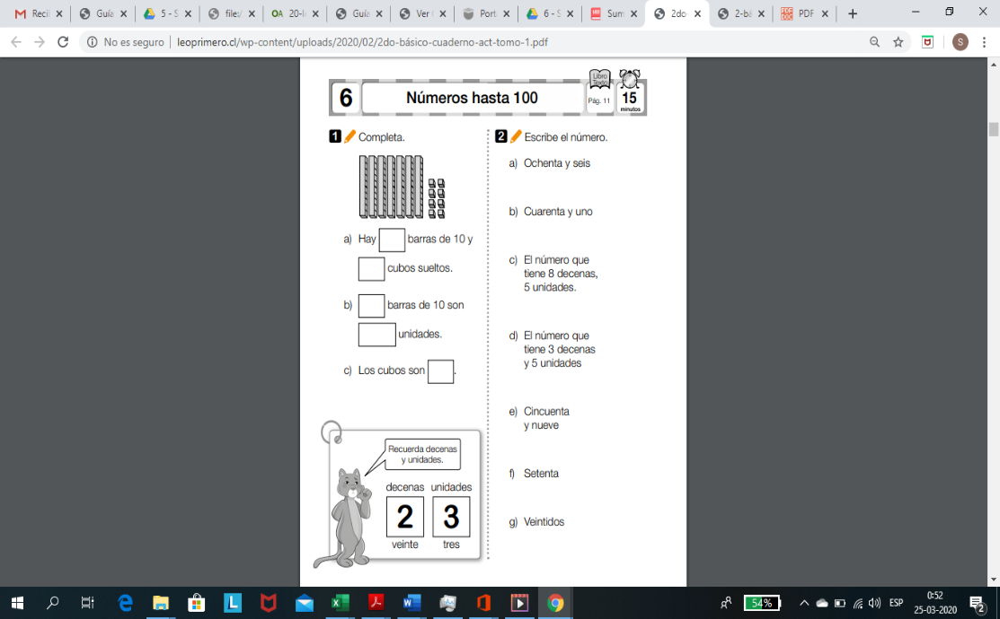 Reci
Guía
5 - S
file:/
OA 20-I
Guía
Ver
Port
6 - S
Sum
2do-
2-bá
PDF
No es seguro | leoprimero.cl/wp-content/uploads/2020/02/2do-básico-cuaderno-act-tomo-1.pdf
S
6
Números hasta 100
Libro
Texto
Pág. 11
15
minutos
1 Completa.
a) Hay barras de 10 y
cubos sueltos.
b) barras de 10 son
unidades.
c) Los cubos son .
Recuerda decenas
y unidades.
decenas unidades
2 3
veinte tres
2 Escribe el número.
a) Ochenta y seis
b) Cuarenta y uno
c) El número que
tiene 8 decenas,
5 unidades.
d) El número que
tiene 3 decenas
y 5 unidades
e) Cincuenta
y nueve
f) Setenta
g) Veintidos
54%
ESP
0:52
25-03-2020
2